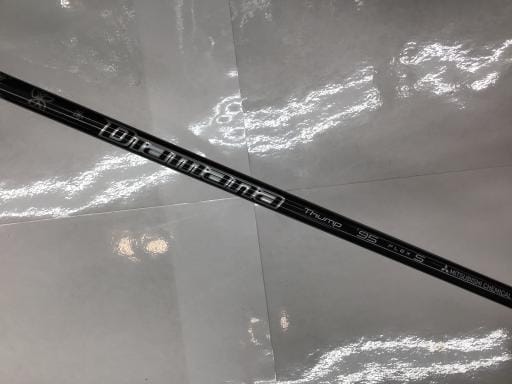 Diamana Thump '95 FLEX S MITSUBISHI CHEMICAL